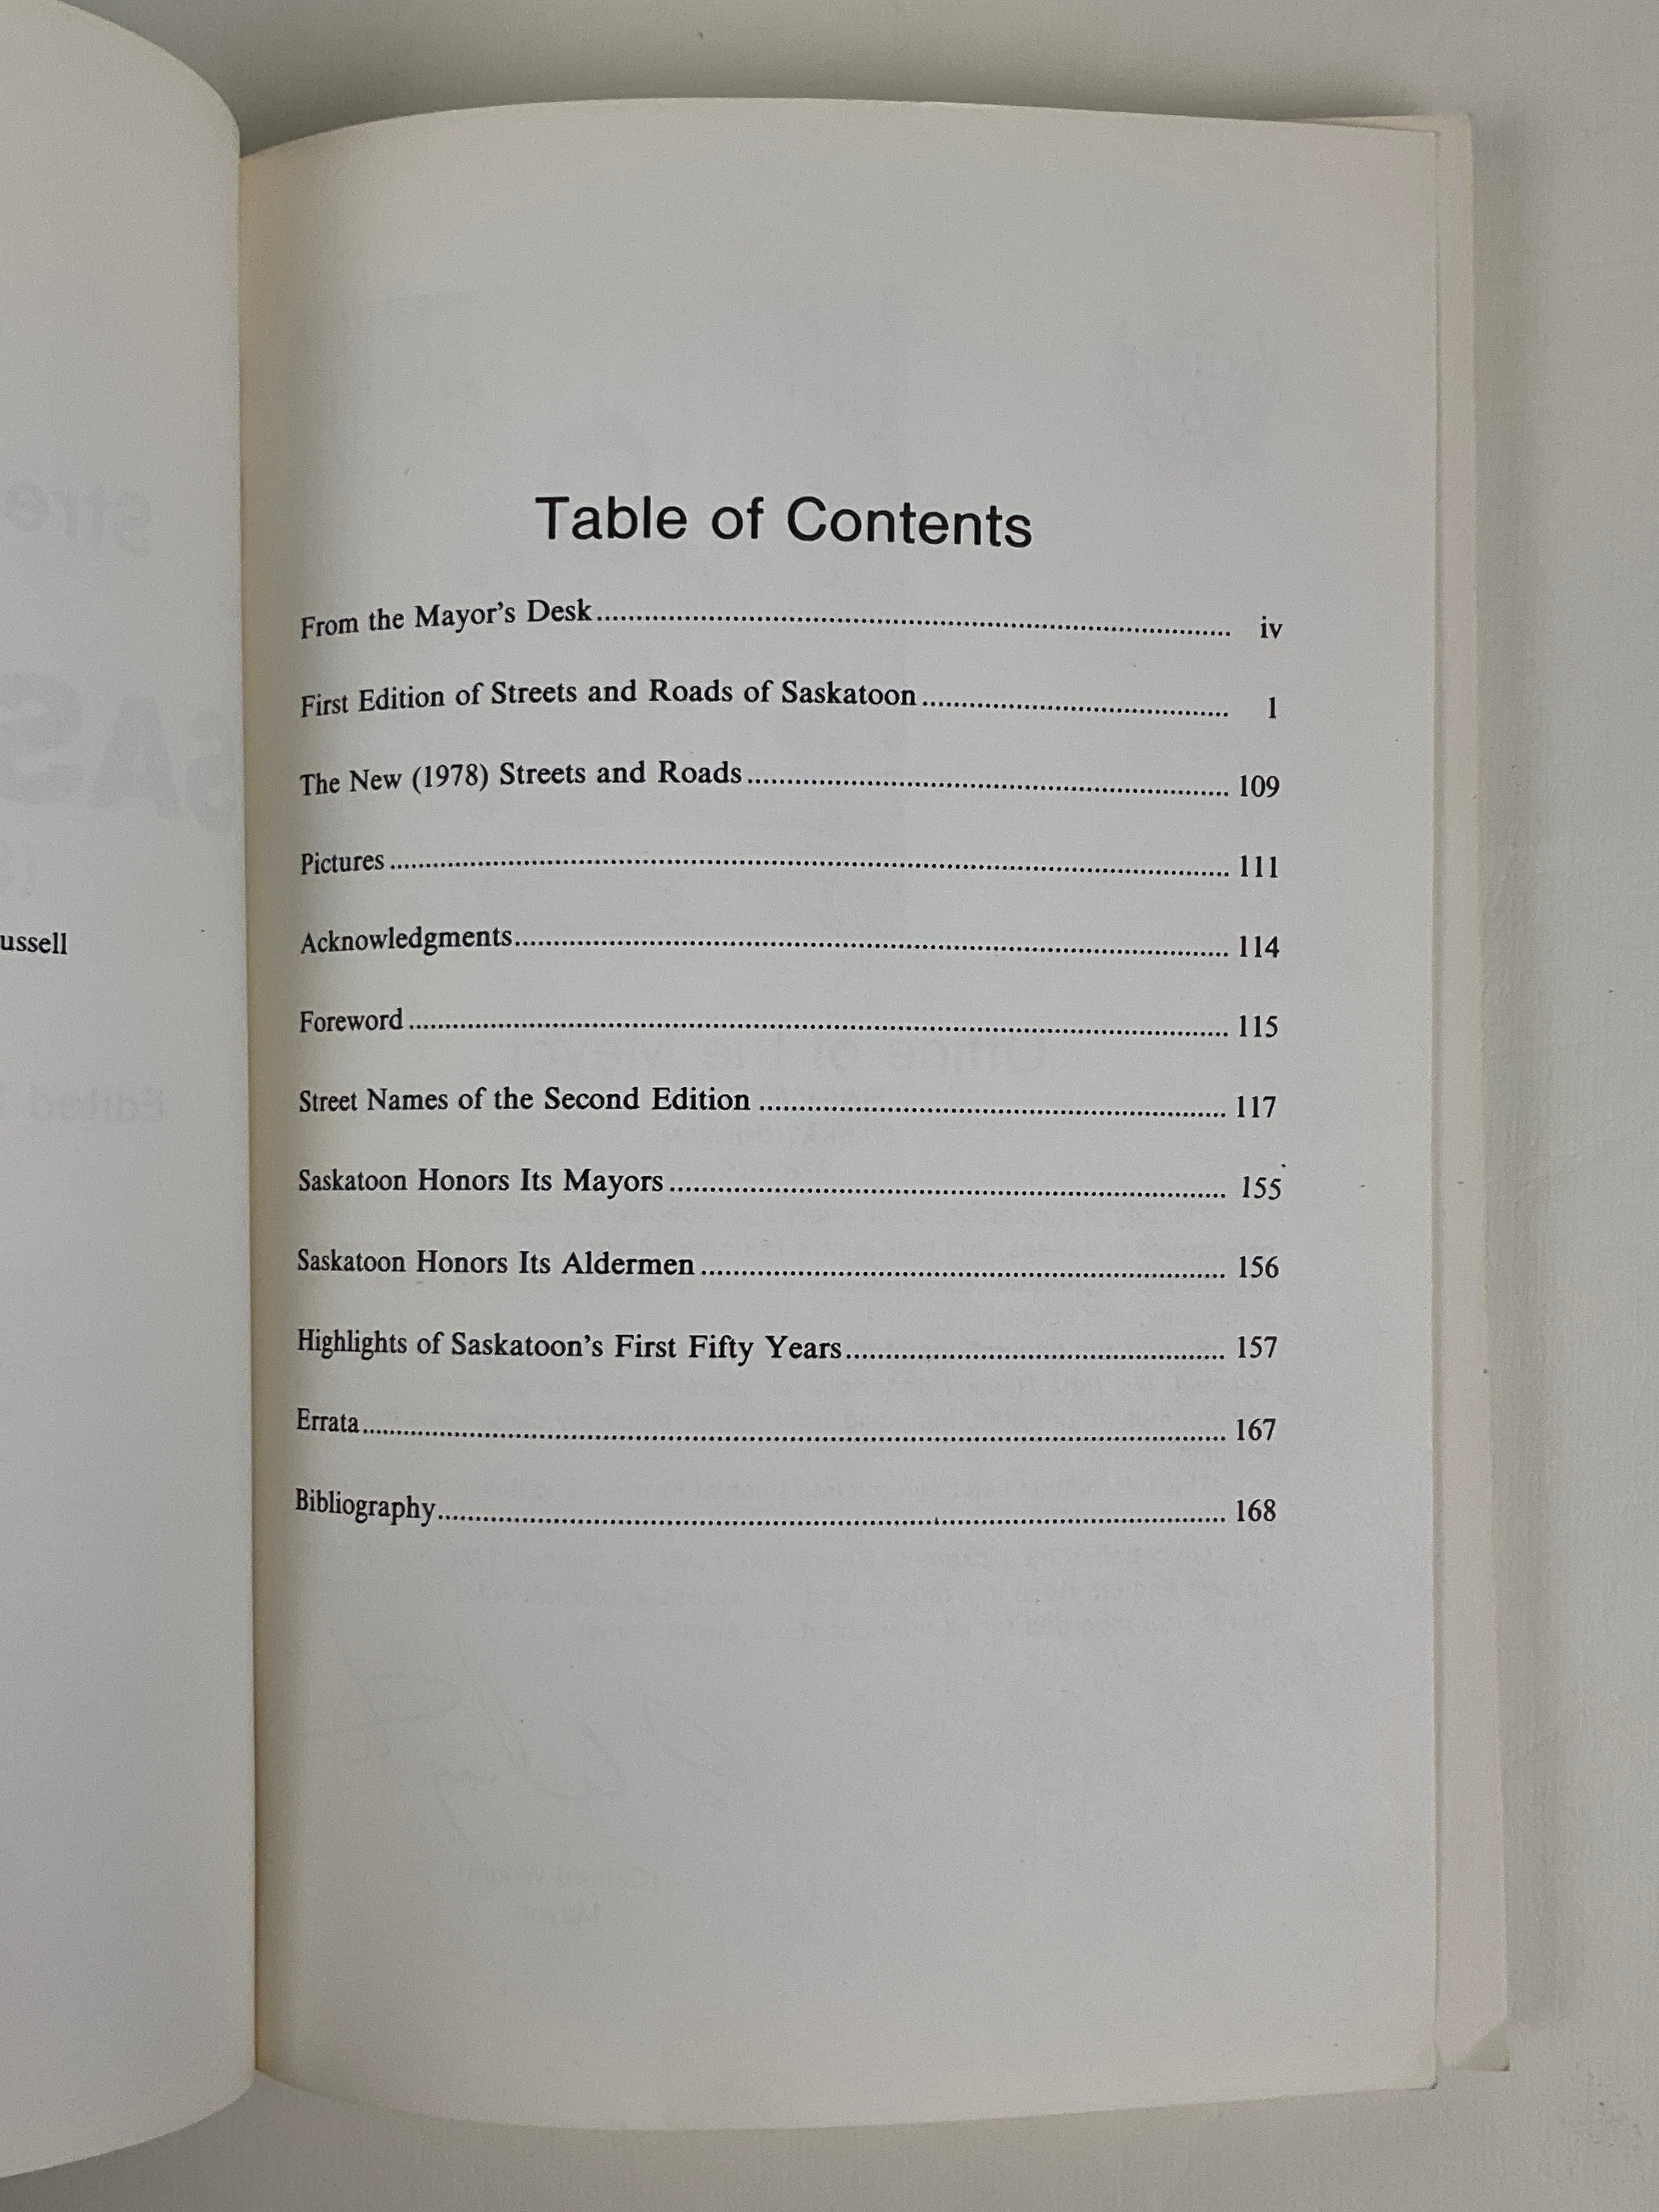 ussell
Table of Contents
From the Mayor's Desk.................... iv
First Edition of Streets and Roads of Saskatoon.................... 1
The New (1978) Streets and Roads.................... 109
Pictures.................... 111
Acknowledgments.................... 114
Foreword.................... 115
Street Names of the Second Edition.................... 117
Saskatoon Honors Its Mayors.................... 155
Saskatoon Honors Its Aldermen.................... 156
Highlights of Saskatoon's First Fifty Years.................... 157
Errata.................... 167
Bibliography.................... 168